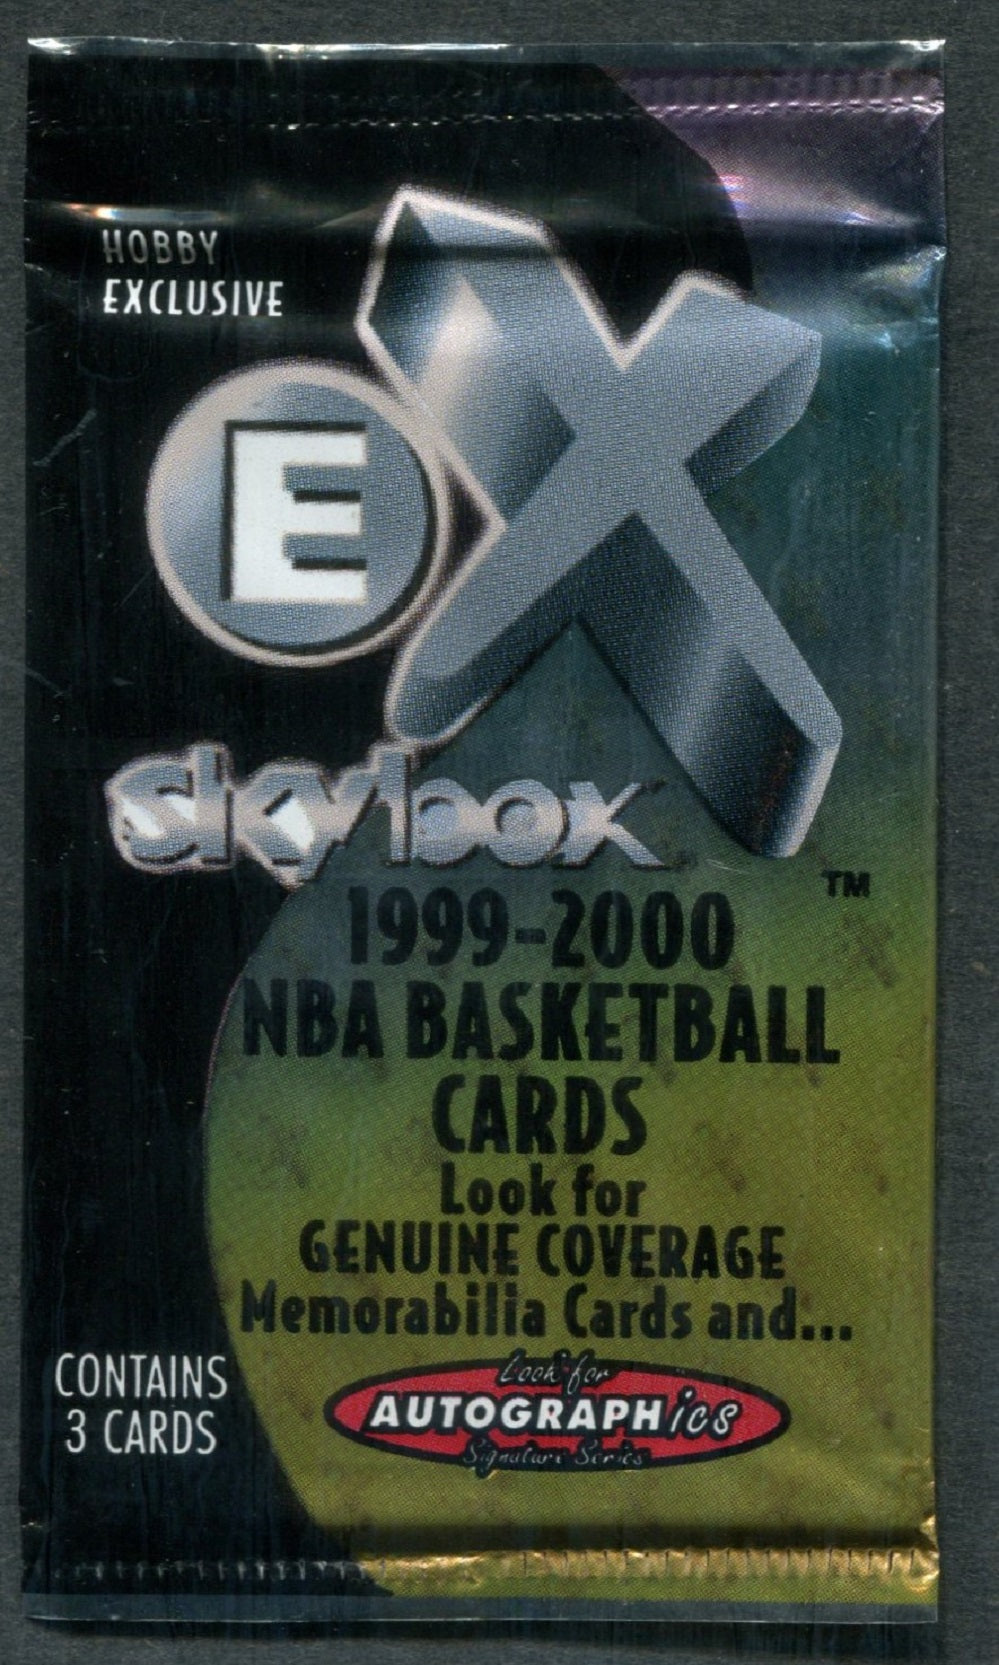 HOBBY
EXCLUSIVE
EX
skybox
TM
1999-2000
NBA BASKETBALL
CARDS
Look for
GENUINE COVERAGE
Memorabilia Cards and...
CONTAINS
3 CARDS
Look for
AUTOGRAPHics
Signature Series